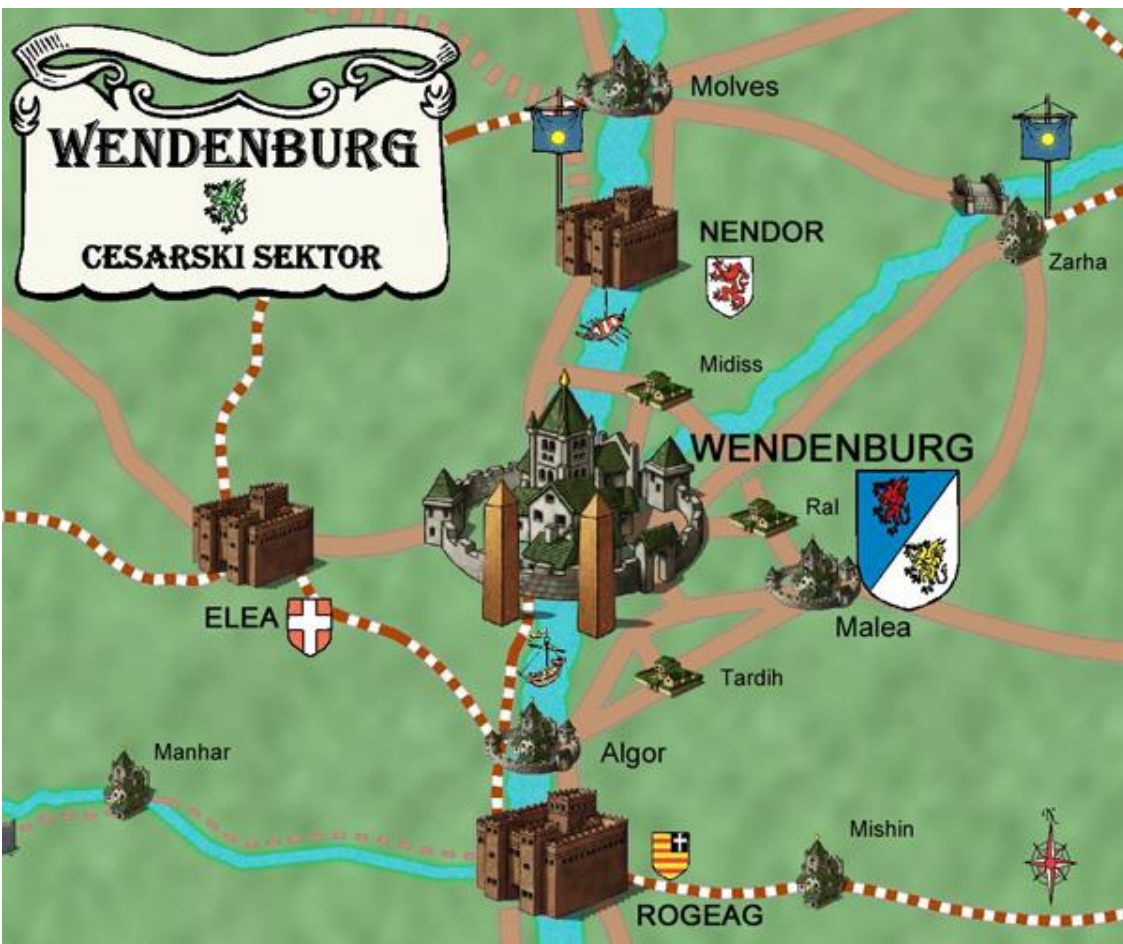 WENDENBURG
CESARSKI SEKTOR
Molves
NENDOR
Zarha
Midiss
WENDENBURG
Ral
ELEA
Malea
Tardih
Manhar
Algor
Mishin
ROGEAG
N